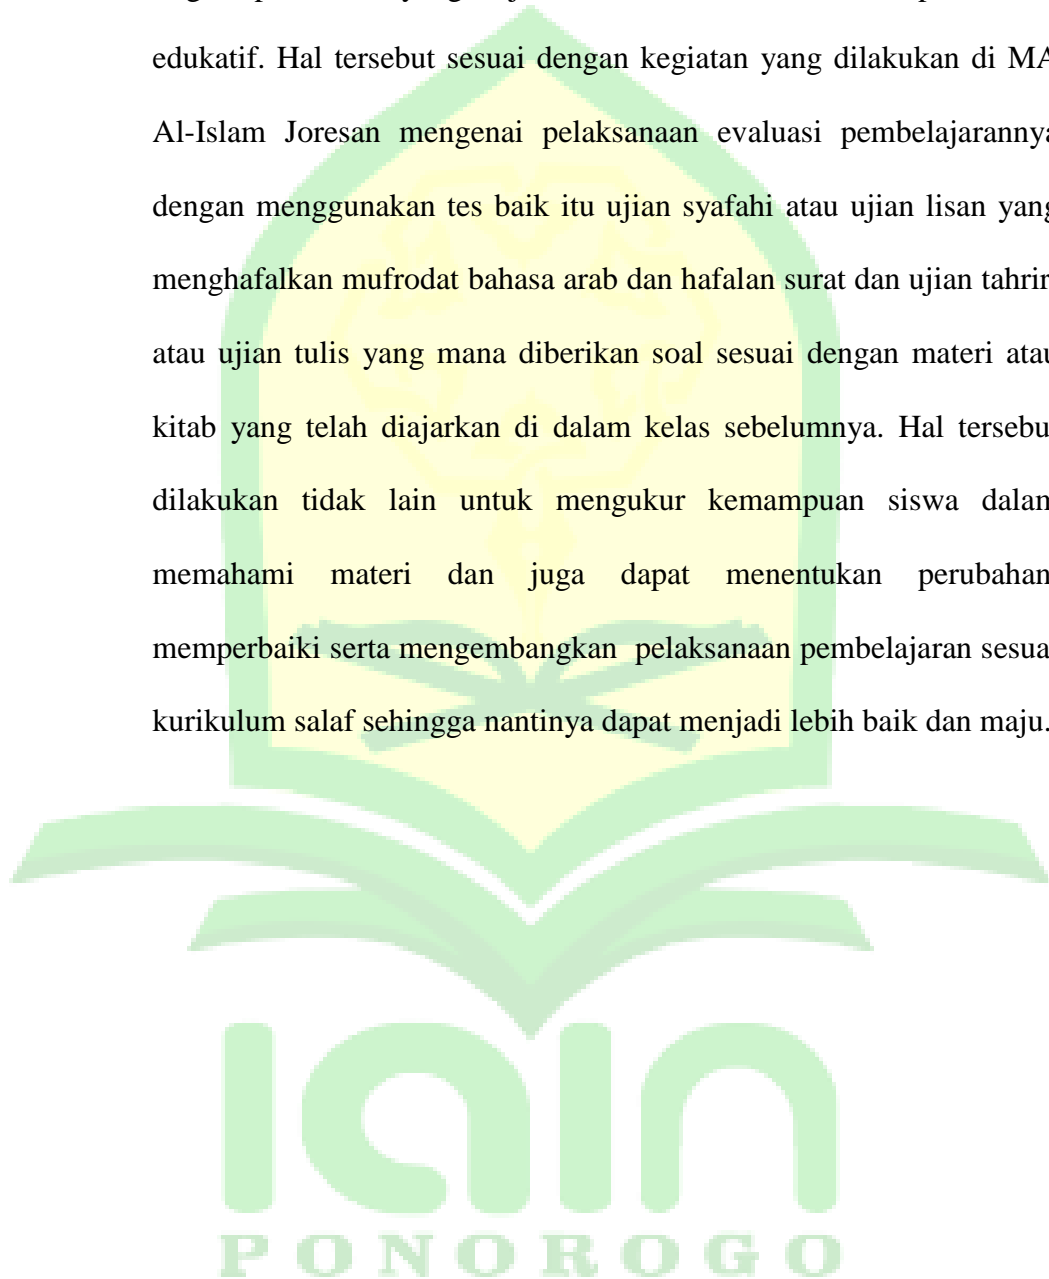 edukatif. Hal tersebut sesuai dengan kegiatan yang dilakukan di MA
Al-Islam Joresan mengenai pelaksanaan evaluasi pembelajarannya
dengan menggunakan tes baik itu ujian syafahi atau ujian lisan yang
menghafalkan mufrodat bahasa arab dan hafalan surat dan ujian tahrir
atau ujian tulis yang mana diberikan soal sesuai dengan materi atau
kitab yang telah diajarkan di dalam kelas sebelumnya. Hal tersebu
dilakukan tidak lain untuk mengukur kemampuan siswa dalam
memahami materi dan juga dapat menentukan perubahan
memperbaiki serta mengembangkan pelaksanaan pembelajaran sesua
kurikulum salaf sehingga nantinya dapat menjadi lebih baik dan maju.
iain
PONOROGO